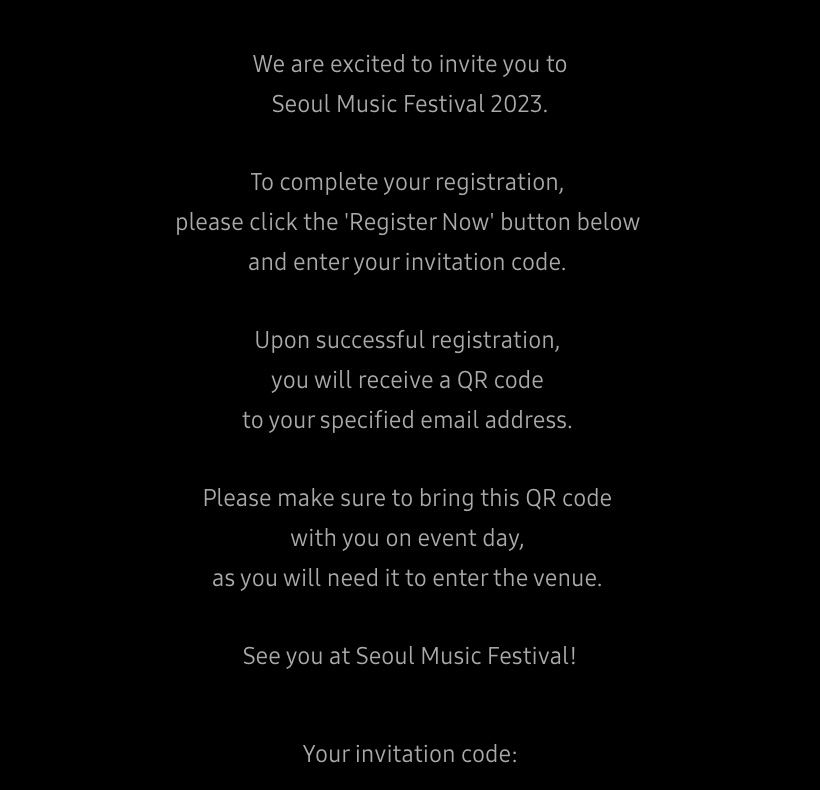 We are excited to invite you to
Seoul Music Festival 2023.
To complete your registration,
please click the 'Register Now' button below
and enter your invitation code.
Upon successful registration,
you will receive a QR code
to your specified email address.
Please make sure to bring this QR code
with you on event day,
as you will need it to enter the venue.
See you at Seoul Music Festival!
Your invitation code: